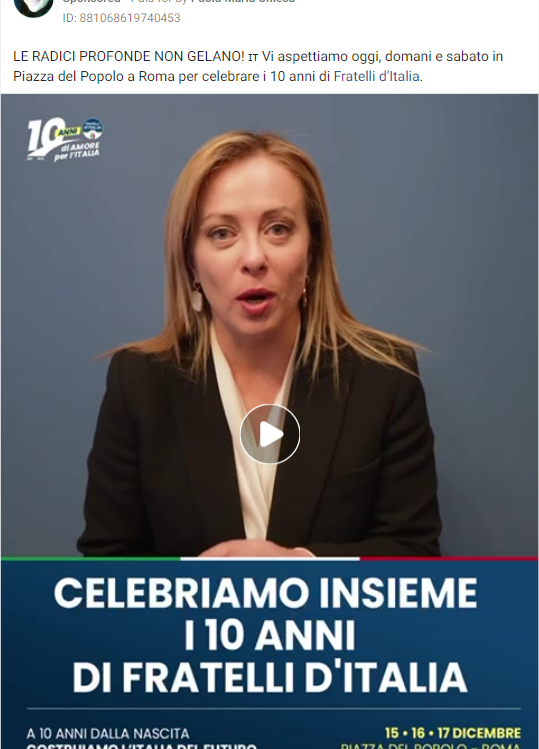 Sponsored • Paid for by Paola Maria Chiesa
ID: 881068619740453
LE RADICI PROFONDE NON GELANO! IT Vi aspettiamo oggi, domani e sabato in
Piazza del Popolo a Roma per celebrare i 10 anni di Fratelli d'Italia.
10 ANNI
di AMORE
per l'ITALIA
CELEBRIAMO INSIEME
I 10 ANNI
DI FRATELLI D'ITALIA
A 10 ANNI DALLA NASCITA
COSTRUIAMO L'ITALIA DEL FUTURO
15 • 16 • 17 DICEMBRE
PIAZZA DEL POPOLO – ROMA